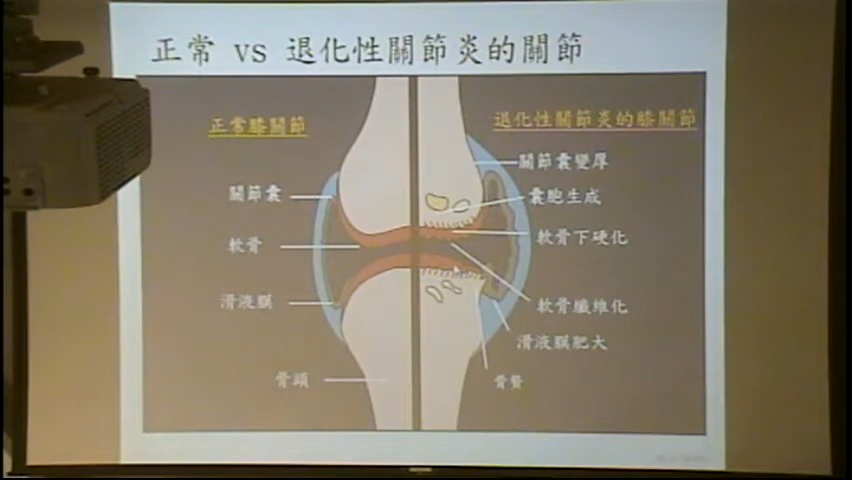 正常 vs 退化性關節炎的關節
正常膝關節
關節囊
軟骨
滑液膜
骨頭
退化性關節炎的膝關節
關節囊變厚
囊胞生成
軟骨下硬化
軟骨纖維化
滑液膜肥大